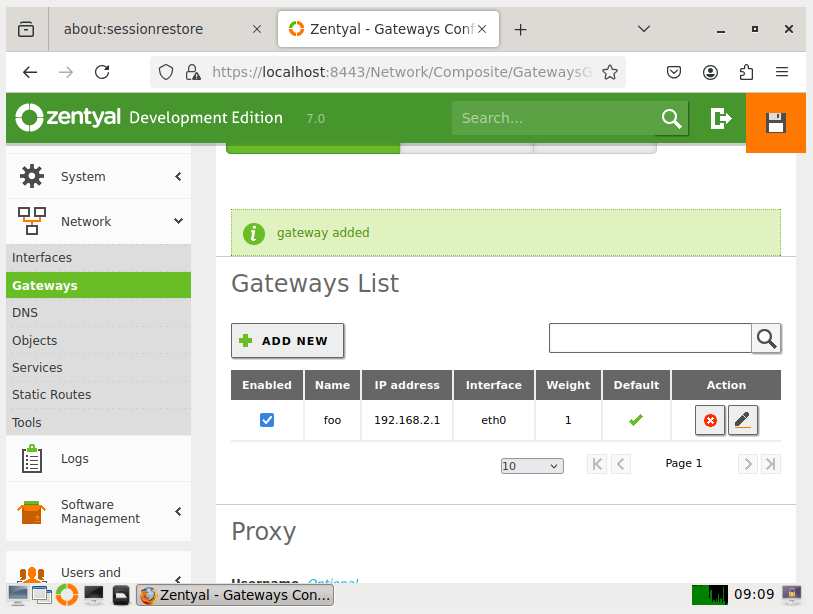 about:sessionrestore
Zentyal - Gateways Conf
https://localhost:8443/Network/Composite/GatewaysG
zentyal Development Edition 7.0
Search...
System
Network
Interfaces
Gateways
DNS
Objects
Services
Static Routes
Tools
Logs
Software
Management
Users and
gateway added
Gateways List
ADD NEW
Enabled Name IP address Interface Weight Default Action
foo 192.168.2.1 eth0 1
10 Page 1
Proxy
Username Optional
Zentyal - Gateways Con...
09:09